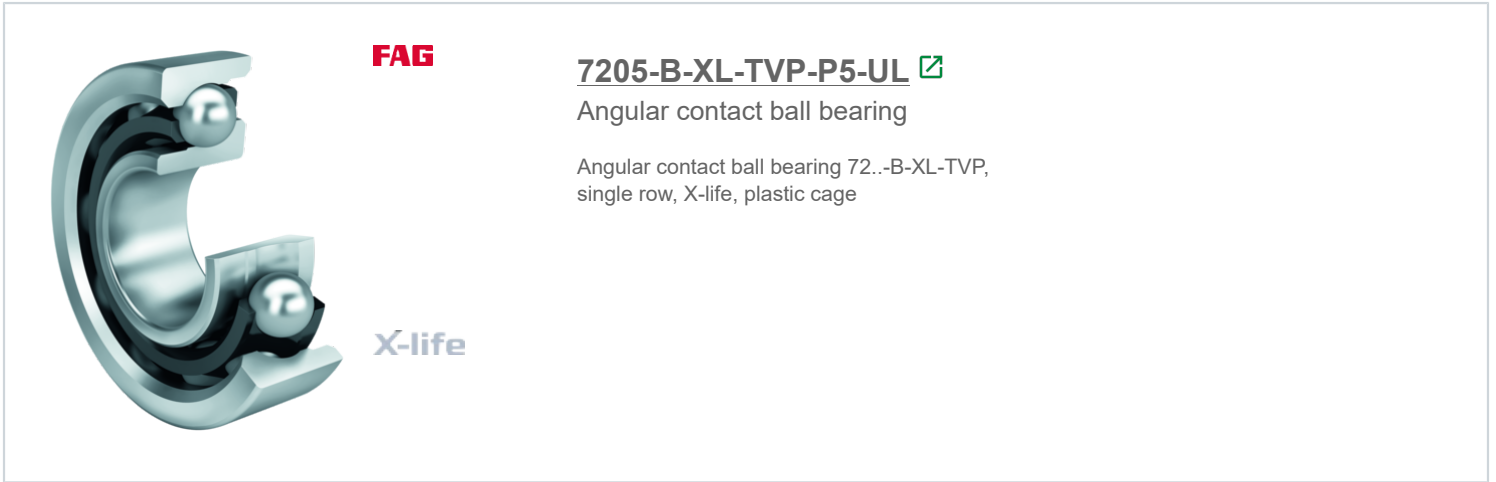 FAG
7205-B-XL-TVP-P5-UL
Angular contact ball bearing
Angular contact ball bearing 72..-B-XL-TVP,
single row, X-life, plastic cage
X-life